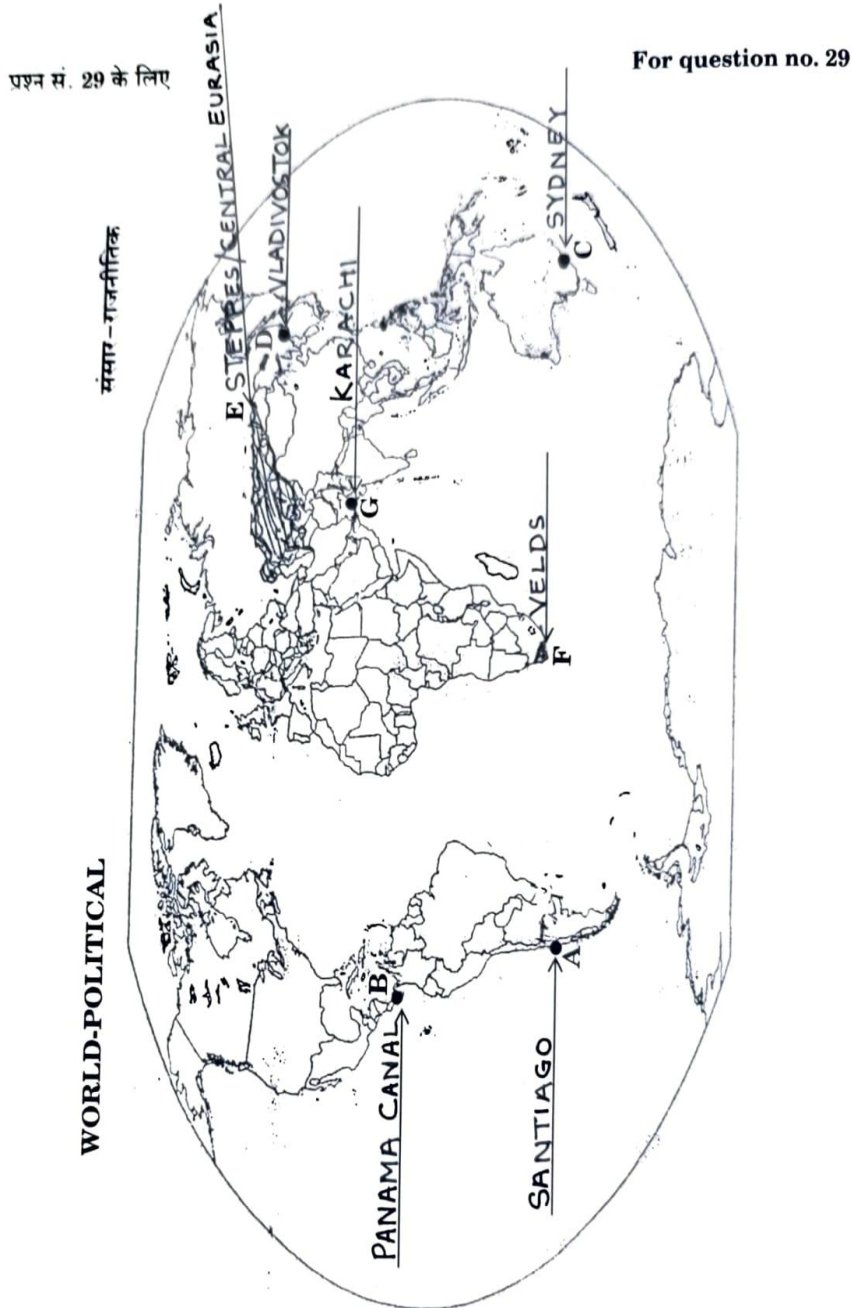 प्रश्न सं. 29 के लिए
For question no. 29
WORLD-POLITICAL
संसार-राजनीतिक
E STEPPES/CENTRAL EURASIA
D VLADIVOSTOK
KARACHI
G
SYDNEY
C
VELDS
F
B
PANAMA CANAL
A
SANTIAGO